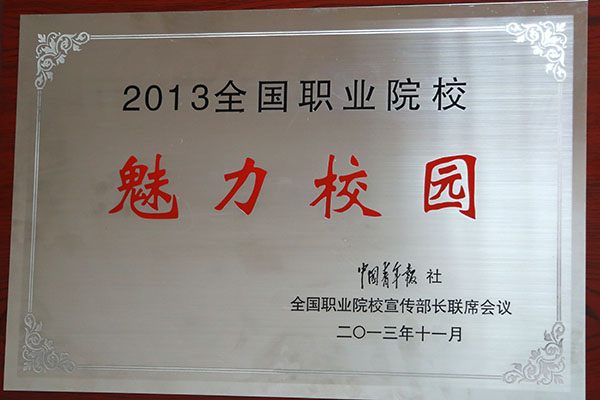 2013全国职业院校
魅力校园
中国青年报 社
全国职业院校宣传部长联席会议
二〇一三年十一月